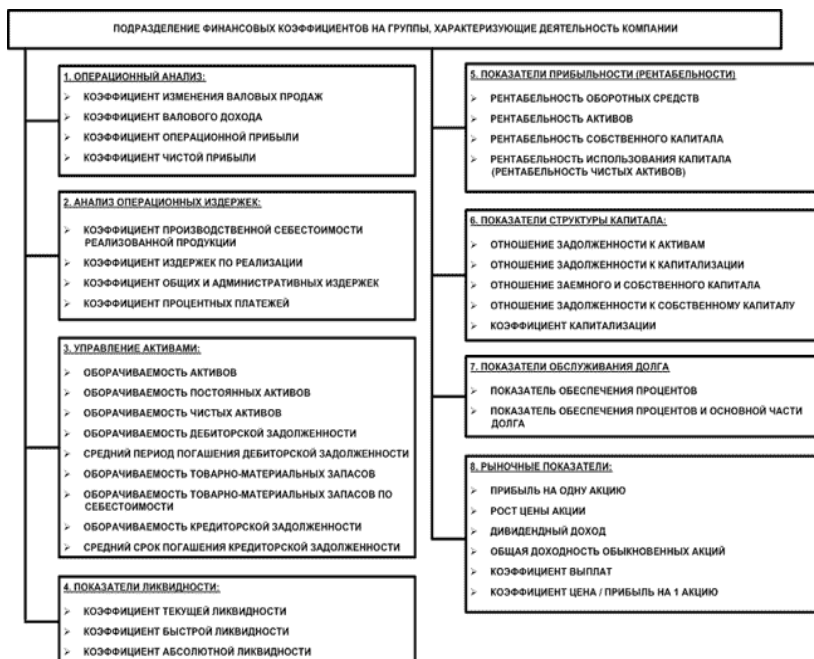 ПОДРАЗДЕЛЕНИЕ ФИНАНСОВЫХ КОЭФФИЦИЕНТОВ НА ГРУППЫ, ХАРАКТЕРИЗУЮЩИЕ ДЕЯТЕЛЬНОСТЬ КОМПАНИИ
1. ОПЕРАЦИОННЫЙ АНАЛИЗ:
КОЭФФИЦИЕНТ ИЗМЕНЕНИЯ ВАЛОВЫХ ПРОДАЖ
КОЭФФИЦИЕНТ ВАЛОВОГО ДОХОДА
КОЭФФИЦИЕНТ ОПЕРАЦИОННОЙ ПРИБЫЛИ
КОЭФФИЦИЕНТ ЧИСТОЙ ПРИБЫЛИ
2. АНАЛИЗ ОПЕРАЦИОННЫХ ИЗДЕРЖЕК:
КОЭФФИЦИЕНТ ПРОИЗВОДСТВЕННОЙ СЕБЕСТОИМОСТИ
РЕАЛИЗОВАННОЙ ПРОДУКЦИИ
КОЭФФИЦИЕНТ ИЗДЕРЖЕК ПО РЕАЛИЗАЦИИ
КОЭФФИЦИЕНТ ОБЩИХ И АДМИНИСТРАТИВНЫХ ИЗДЕРЖЕК
КОЭФФИЦИЕНТ ПРОЦЕНТНЫХ ПЛАТЕЖЕЙ
3. УПРАВЛЕНИЕ АКТИВАМИ:
ОБОРАЧИВАЕМОСТЬ АКТИВОВ
ОБОРАЧИВАЕМОСТЬ ПОСТОЯННЫХ АКТИВОВ
ОБОРАЧИВАЕМОСТЬ ЧИСТЫХ АКТИВОВ
ОБОРАЧИВАЕМОСТЬ ДЕБИТОРСКОЙ ЗАДОЛЖЕННОСТИ
СРЕДНИЙ ПЕРИОД ПОГАШЕНИЯ ДЕБИТОРСКОЙ ЗАДОЛЖЕННОСТИ
ОБОРАЧИВАЕМОСТЬ ТОВАРНО-МАТЕРИАЛЬНЫХ ЗАПАСОВ
ОБОРАЧИВАЕМОСТЬ ТОВАРНО-МАТЕРИАЛЬНЫХ ЗАПАСОВ ПО
СЕБЕСТОИМОСТИ
ОБОРАЧИВАЕМОСТЬ КРЕДИТОРСКОЙ ЗАДОЛЖЕННОСТИ
СРЕДНИЙ СРОК ПОГАШЕНИЯ КРЕДИТОРСКОЙ ЗАДОЛЖЕННОСТИ
4. ПОКАЗАТЕЛИ ЛИКВИДНОСТИ:
КОЭФФИЦИЕНТ ТЕКУЩЕЙ ЛИКВИДНОСТИ
КОЭФФИЦИЕНТ БЫСТРОЙ ЛИКВИДНОСТИ
КОЭФФИЦИЕНТ АБСОЛЮТНОЙ ЛИКВИДНОСТИ
5. ПОКАЗАТЕЛИ ПРИБЫЛЬНОСТИ (РЕНТАБЕЛЬНОСТИ)
РЕНТАБЕЛЬНОСТЬ ОБОРОТНЫХ СРЕДСТВ
РЕНТАБЕЛЬНОСТЬ АКТИВОВ
РЕНТАБЕЛЬНОСТЬ СОБСТВЕННОГО КАПИТАЛА
РЕНТАБЕЛЬНОСТЬ ИСПОЛЬЗОВАНИЯ КАПИТАЛА
(РЕНТАБЕЛЬНОСТЬ ЧИСТЫХ АКТИВОВ)
6. ПОКАЗАТЕЛИ СТРУКТУРЫ КАПИТАЛА:
ОТНОШЕНИЕ ЗАДОЛЖЕННОСТИ К АКТИВАМ
ОТНОШЕНИЕ ЗАДОЛЖЕННОСТИ К КАПИТАЛИЗАЦИИ
ОТНОШЕНИЕ ЗАЕМНОГО И СОБСТВЕННОГО КАПИТАЛА
ОТНОШЕНИЕ ЗАДОЛЖЕННОСТИ К СОБСТВЕННОМУ КАПИТАЛУ
КОЭФФИЦИЕНТ КАПИТАЛИЗАЦИИ
7. ПОКАЗАТЕЛИ ОБСЛУЖИВАНИЯ ДОЛГА
ПОКАЗАТЕЛЬ ОБЕСПЕЧЕНИЯ ПРОЦЕНТОВ
ПОКАЗАТЕЛЬ ОБЕСПЕЧЕНИЯ ПРОЦЕНТОВ И ОСНОВНОЙ ЧАСТИ
ДОЛГА
8. РЫНОЧНЫЕ ПОКАЗАТЕЛИ:
ПРИБЫЛЬ НА ОДНУ АКЦИЮ
РОСТ ЦЕНЫ АКЦИИ
ДИВИДЕНДНЫЙ ДОХОД
ОБЩАЯ ДОХОДНОСТЬ ОБЫКНОВЕННЫХ АКЦИЙ
КОЭФФИЦИЕНТ ВЫПЛАТ
КОЭФФИЦИЕНТ ЦЕНА / ПРИБЫЛЬ НА 1 АКЦИЮ